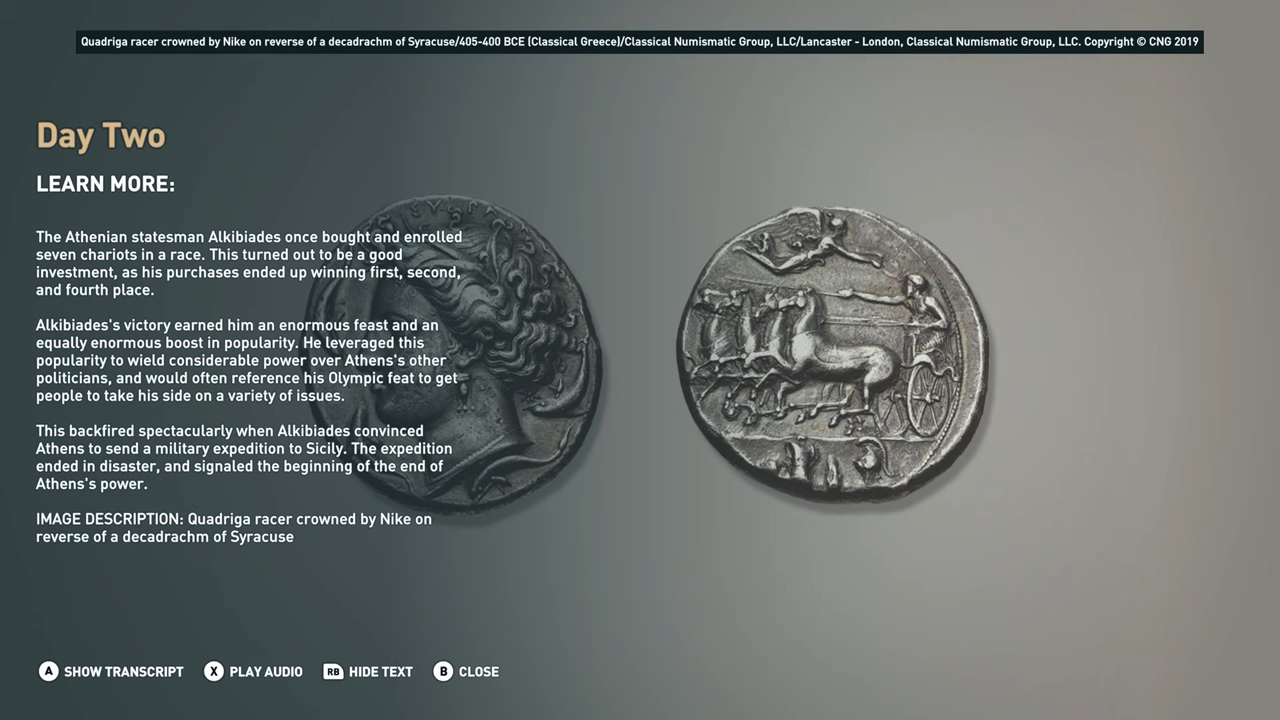 Quadriga racer crowned by Nike on reverse of a decadrachm of Syracuse/405-400 BCE (Classical Greece)/Classical Numismatic Group, LLC/Lancaster - London, Classical Numismatic Group, LLC. Copyright © CNG 2019
Day Two
LEARN MORE:
The Athenian statesman Alkibiades once bought and enrolled
seven chariots in a race. This turned out to be a good
investment, as his purchases ended up winning first, second,
and fourth place.
Alkibiades's victory earned him an enormous feast and an
equally enormous boost in popularity. He leveraged this
popularity to wield considerable power over Athens's other
politicians, and would often reference his Olympic feat to get
people to take his side on a variety of issues.
This backfired spectacularly when Alkibiades convinced
Athens to send a military expedition to Sicily. The expedition
ended in disaster, and signaled the beginning of the end of
Athens's power.
IMAGE DESCRIPTION: Quadriga racer crowned by Nike on
reverse of a decadrachm of Syracuse
A SHOW TRANSCRIPT X PLAY AUDIO RB HIDE TEXT B CLOSE